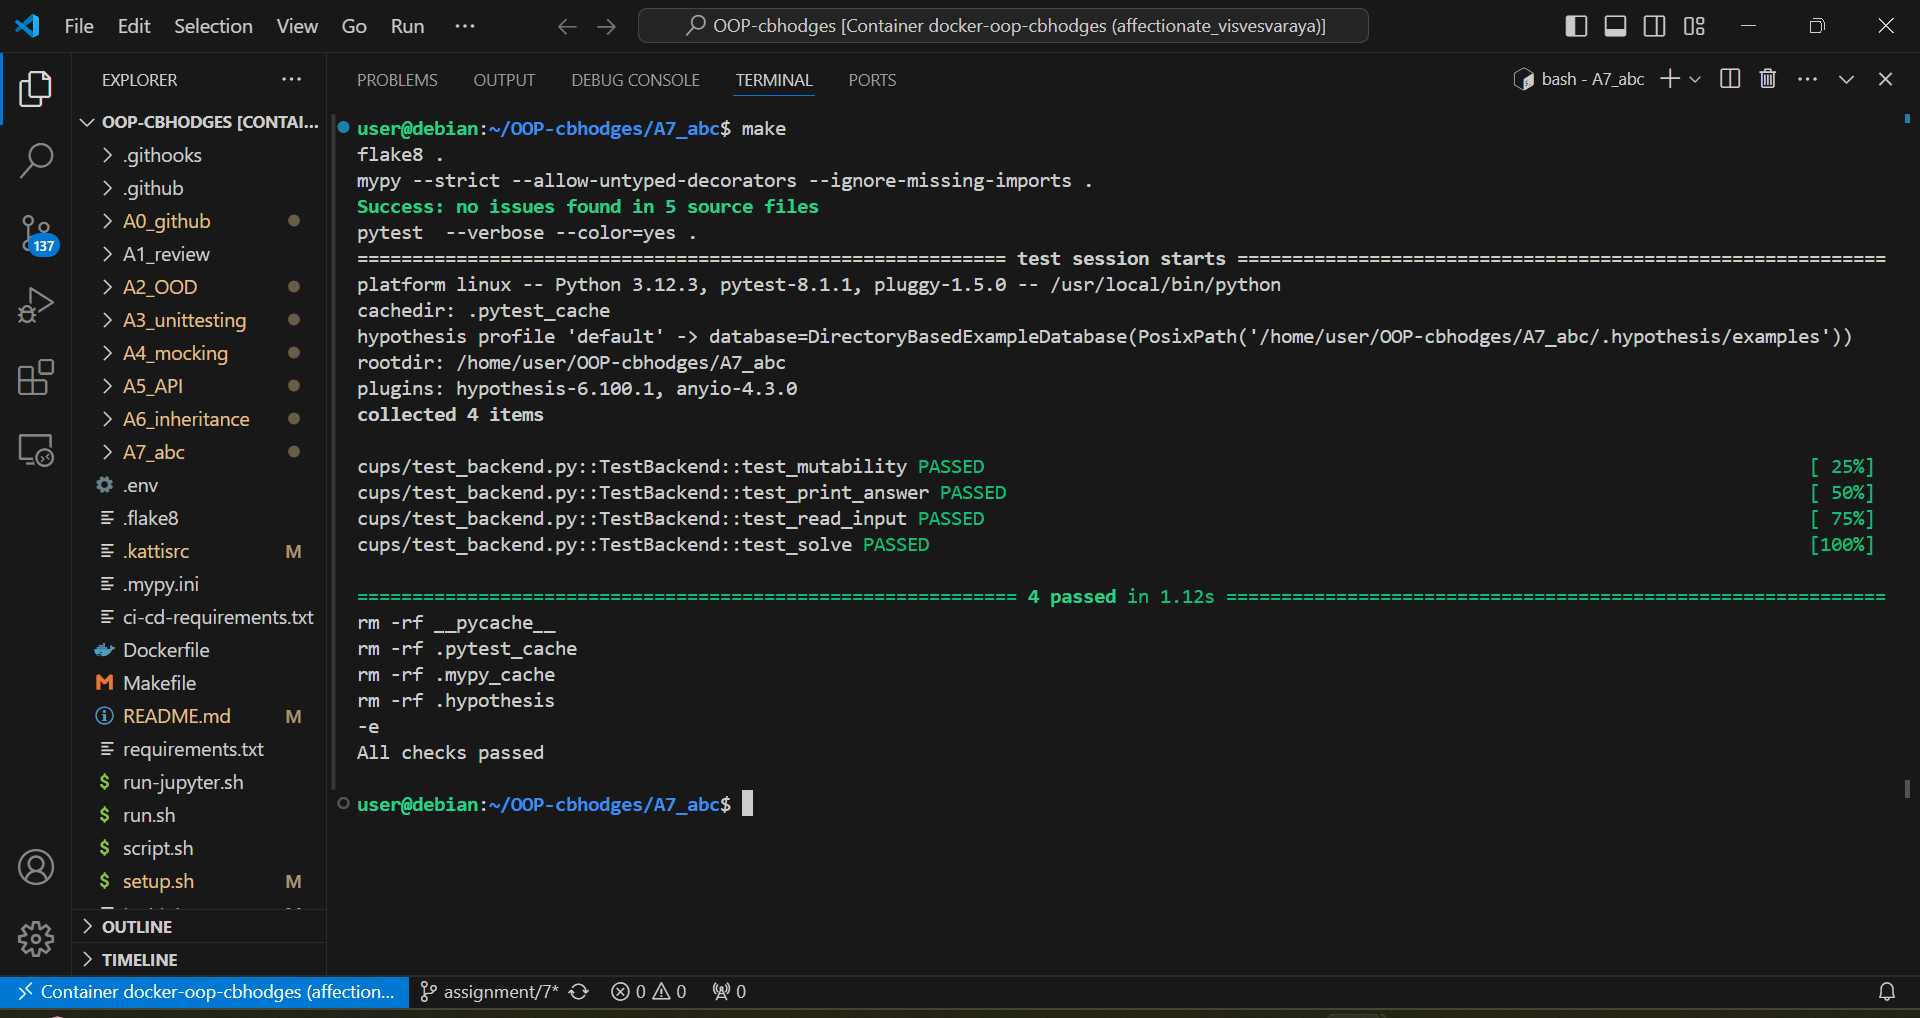 File Edit Selection View Go Run ··· OOP-cbhodges [Container docker-oop-cbhodges (affectionate_visvesvaraya)]
EXPLORER
OOP-CBHODGES [CONTAI...
.githooks
.github
A0_github
A1_review
A2_OOD
A3_unittesting
A4_mocking
A5_API
A6_inheritance
A7_abc
.env
.flake8
.kattisrc M
.mypy.ini
ci-cd-requirements.txt
Dockerfile
Makefile
README.md M
requirements.txt
run-jupyter.sh
run.sh
script.sh
setup.sh M
OUTLINE
TIMELINE
137
PROBLEMS OUTPUT DEBUG CONSOLE TERMINAL PORTS
bash - A7_abc
user@debian:~/OOP-cbhodges/A7_abc$ make
flake8 .
mypy --strict --allow-untyped-decorators --ignore-missing-imports .
Success: no issues found in 5 source files
pytest  --verbose --color=yes .
=========================================================== test session starts ===========================================================
platform linux -- Python 3.12.3, pytest-8.1.1, pluggy-1.5.0 -- /usr/local/bin/python
cachedir: .pytest_cache
hypothesis profile 'default' -> database=DirectoryBasedExampleDatabase(PosixPath('/home/user/OOP-cbhodges/A7_abc/.hypothesis/examples'))
rootdir: /home/user/OOP-cbhodges/A7_abc
plugins: hypothesis-6.100.1, anyio-4.3.0
collected 4 items
cups/test_backend.py::TestBackend::test_mutability PASSED [ 25%]
cups/test_backend.py::TestBackend::test_print_answer PASSED [ 50%]
cups/test_backend.py::TestBackend::test_read_input PASSED [ 75%]
cups/test_backend.py::TestBackend::test_solve PASSED [100%]
============================================================ 4 passed in 1.12s ============================================================
rm -rf __pycache__
rm -rf .pytest_cache
rm -rf .mypy_cache
rm -rf .hypothesis
-e
All checks passed
user@debian:~/OOP-cbhodges/A7_abc$
Container docker-oop-cbhodges (affection... assignment/7* 0 0 0